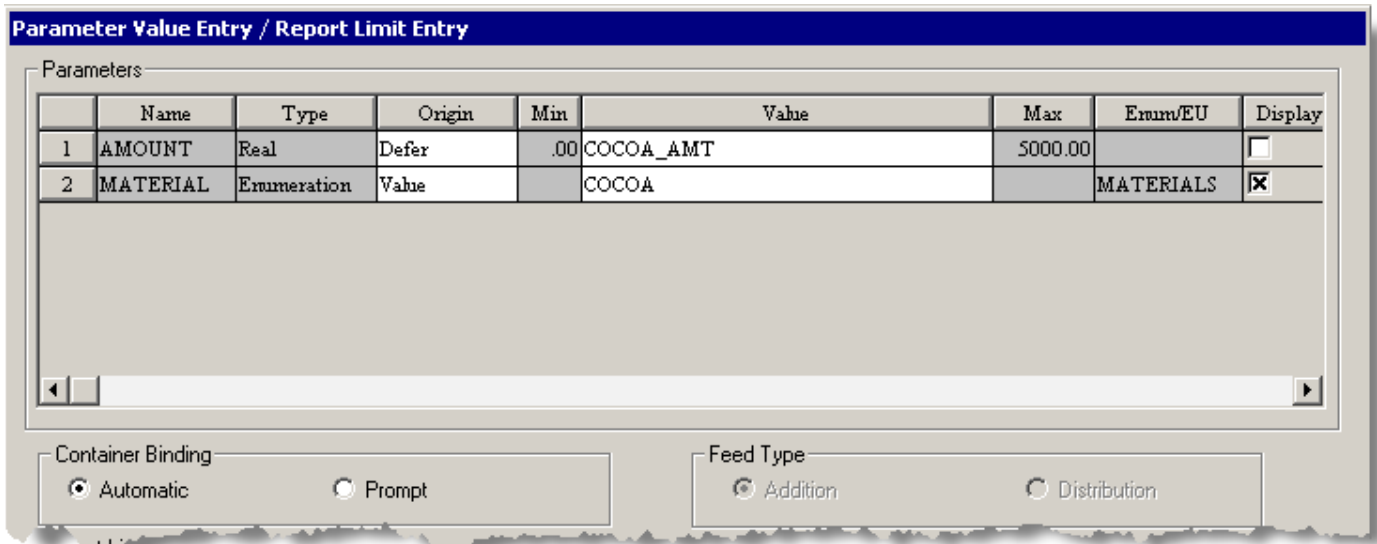 Parameter Value Entry / Report Limit Entry
Parameters
Name Type Origin Min Value Max Enum/EU Display
1 AMOUNT Real Defer .00 COCOA_AMT 5000.00
2 MATERIAL Enumeration Value COCOA MATERIALS
Container Binding Feed Type
Automatic Prompt Addition Distribution